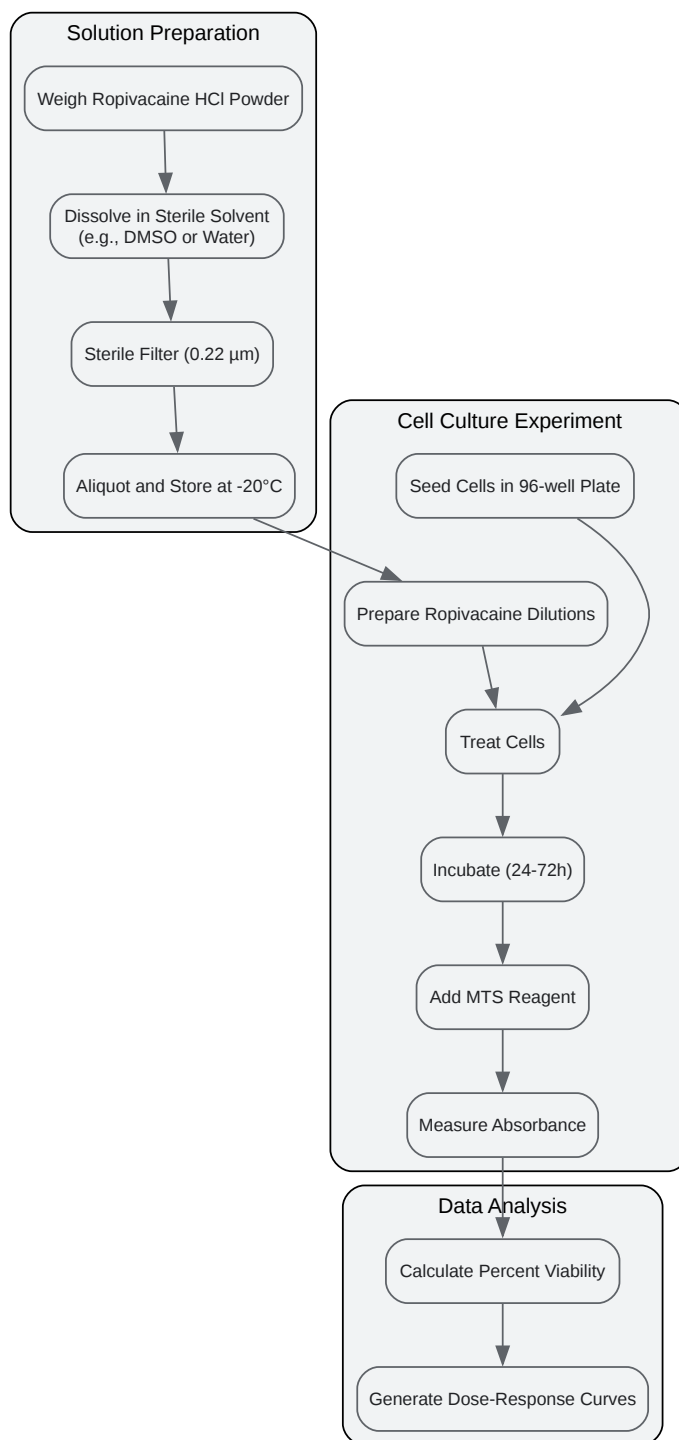 Solution Preparation
Weigh Ropivacaine HCl Powder
Dissolve in Sterile Solvent
(e.g., DMSO or Water)
Sterile Filter (0.22 µm)
Aliquot and Store at -20°C
Cell Culture Experiment
Seed Cells in 96-well Plate
Prepare Ropivacaine Dilutions
Treat Cells
Incubate (24-72h)
Add MTS Reagent
Measure Absorbance
Data Analysis
Calculate Percent Viability
Generate Dose-Response Curves